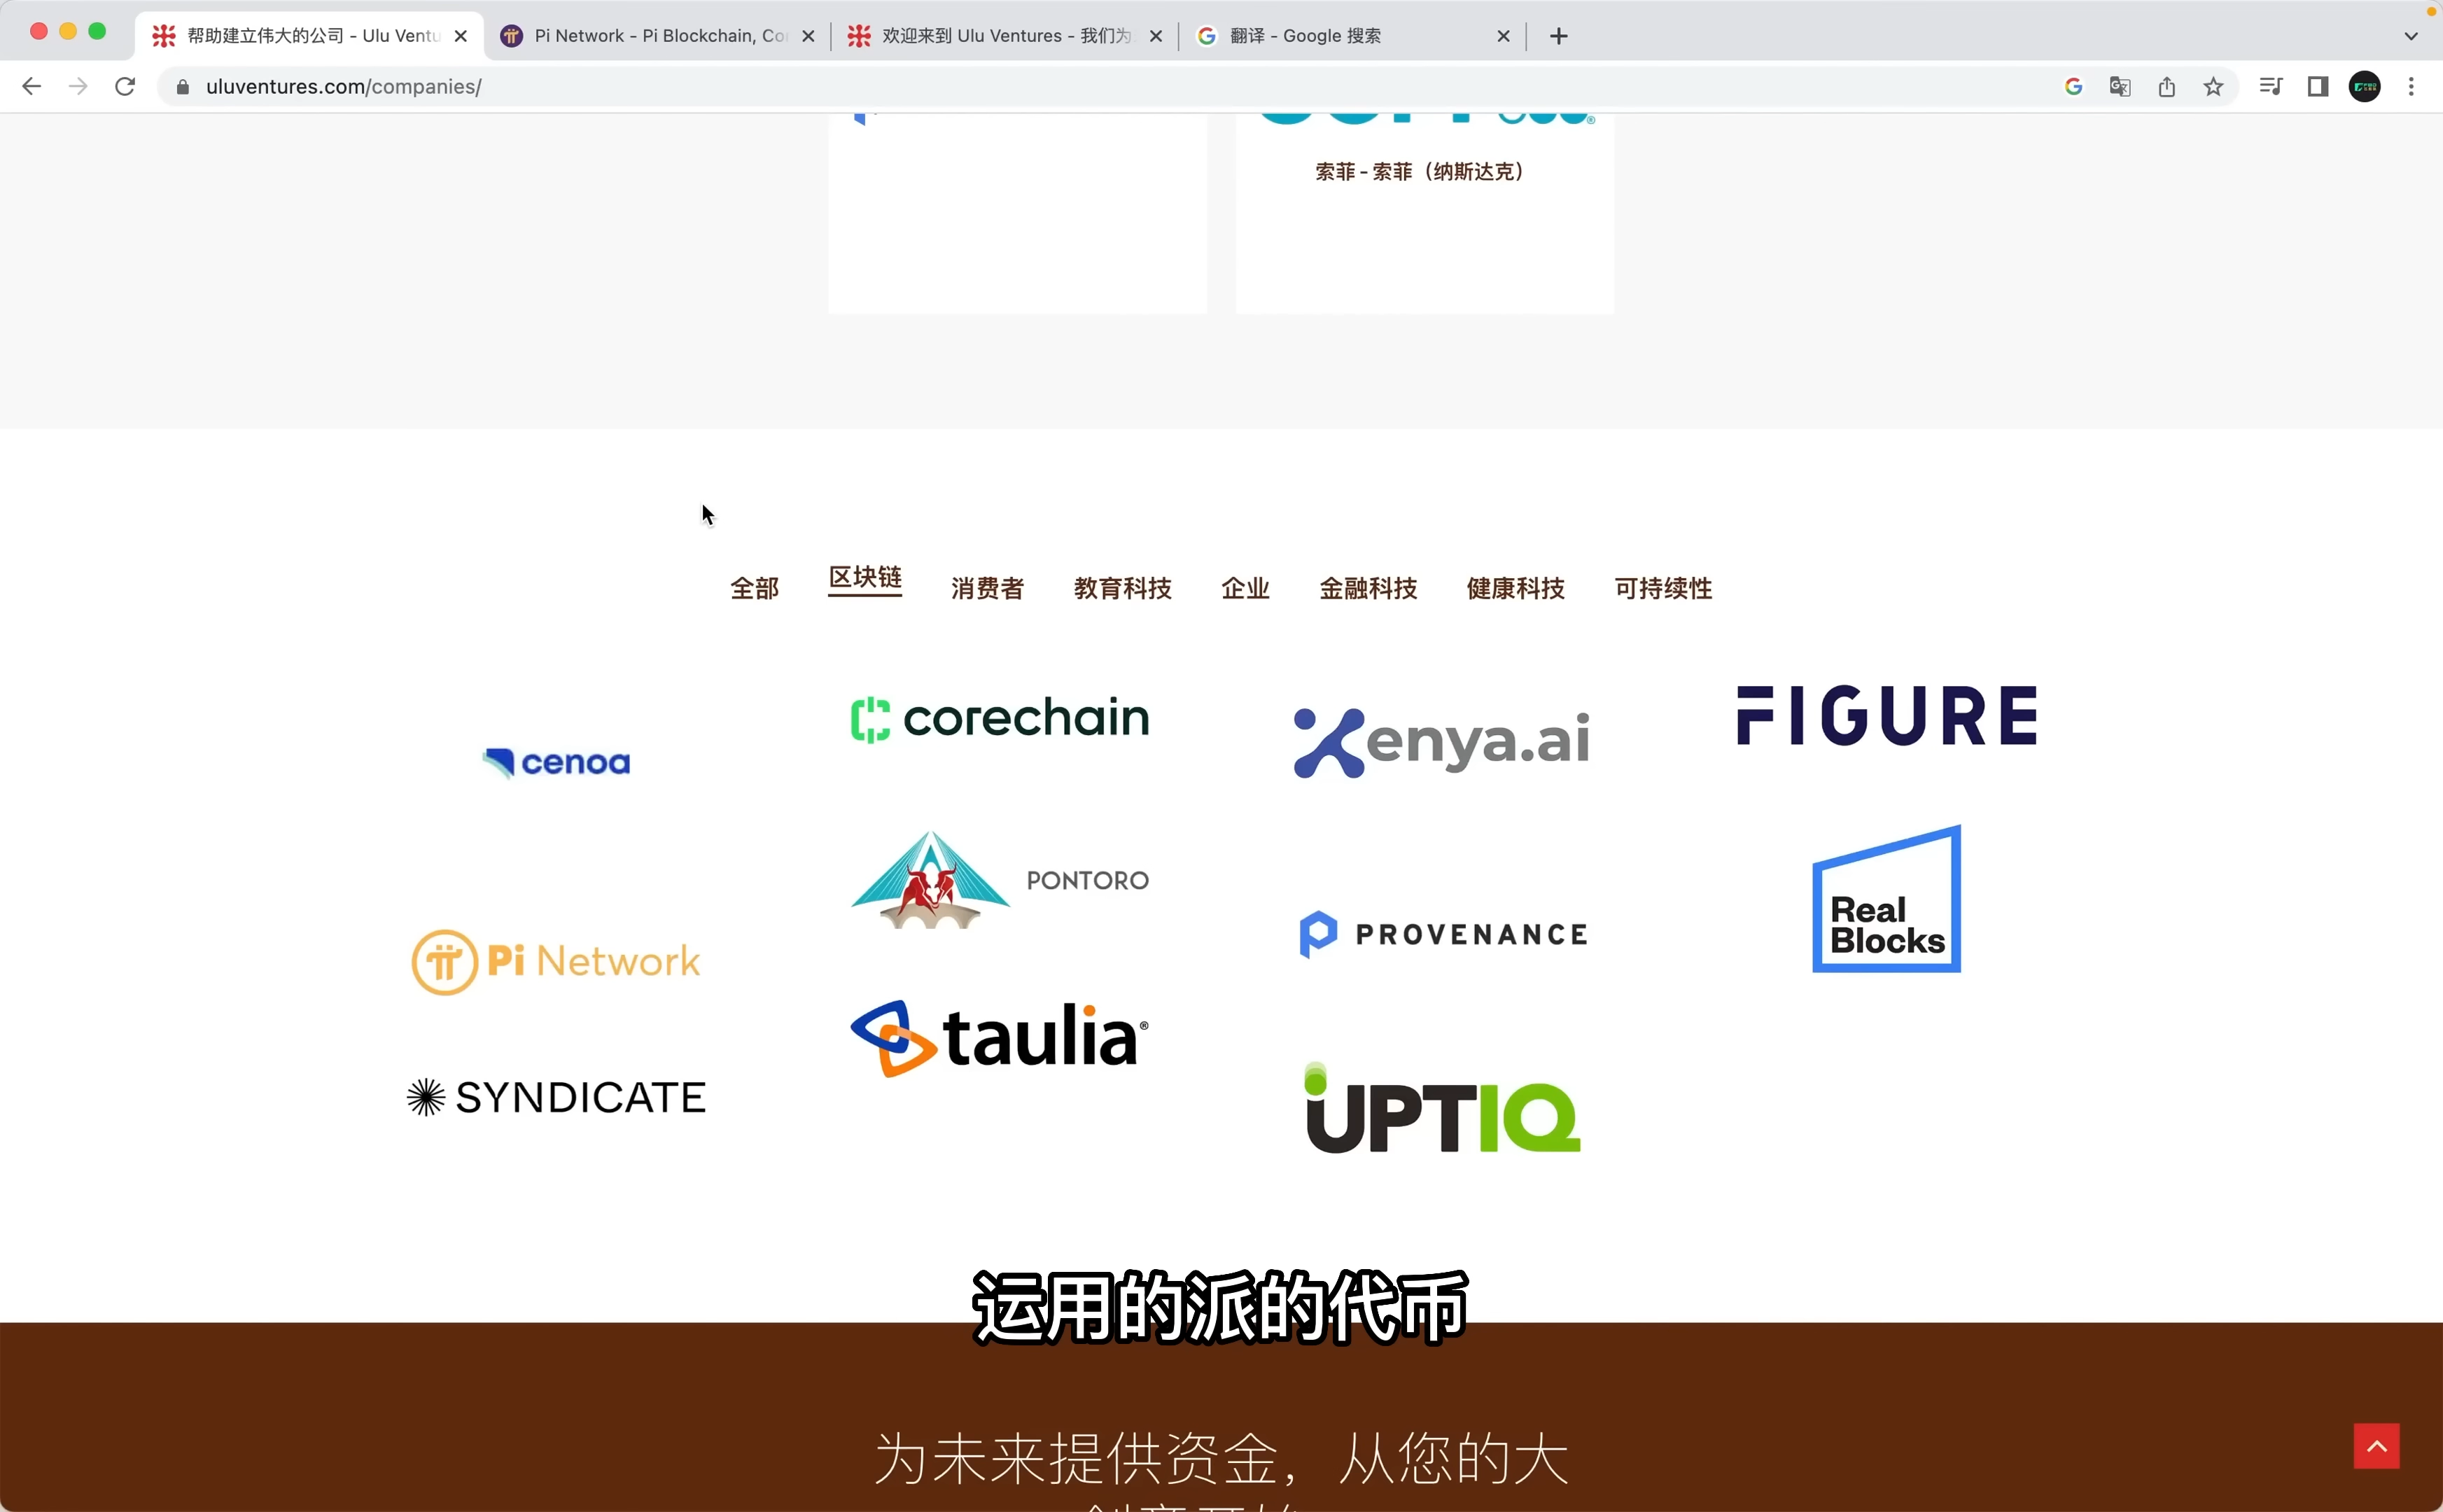 帮助建立伟大的公司 - Ulu Ventu
Pi Network - Pi Blockchain, Co
欢迎来到 Ulu Ventures - 我们为
翻译 - Google 搜索
uluventures.com/companies/
索菲 - 索菲（纳斯达克）
全部 区块链 消费者 教育科技 企业 金融科技 健康科技 可持续性
cenoa
corechain
enya.ai
FIGURE
Pi Network
PONTORO
PROVENANCE
Real
Blocks
SYNDICATE
taulia®
UPTIQ
运用的派的代币
为未来提供资金，从您的大